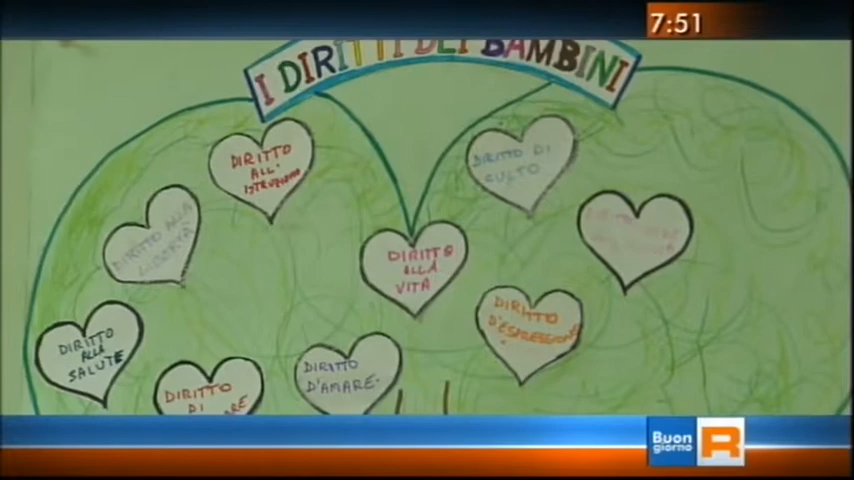 7:51
I DIRITTI DEI BAMBINI
DIRITTO
ALL'
ISTRUZIONE
DIRITTO DI
CULTO
DIRITTO ALLA
LIBERTÀ
DIRITTO
DIRITTO
ALLA
VITA
DIRITTO
D'ESPRESSIONE
DIRITTO
ALLA
SALUTE
DIRITTO
D'AMARE
DIRITTO
DI
Buon
giorno
R